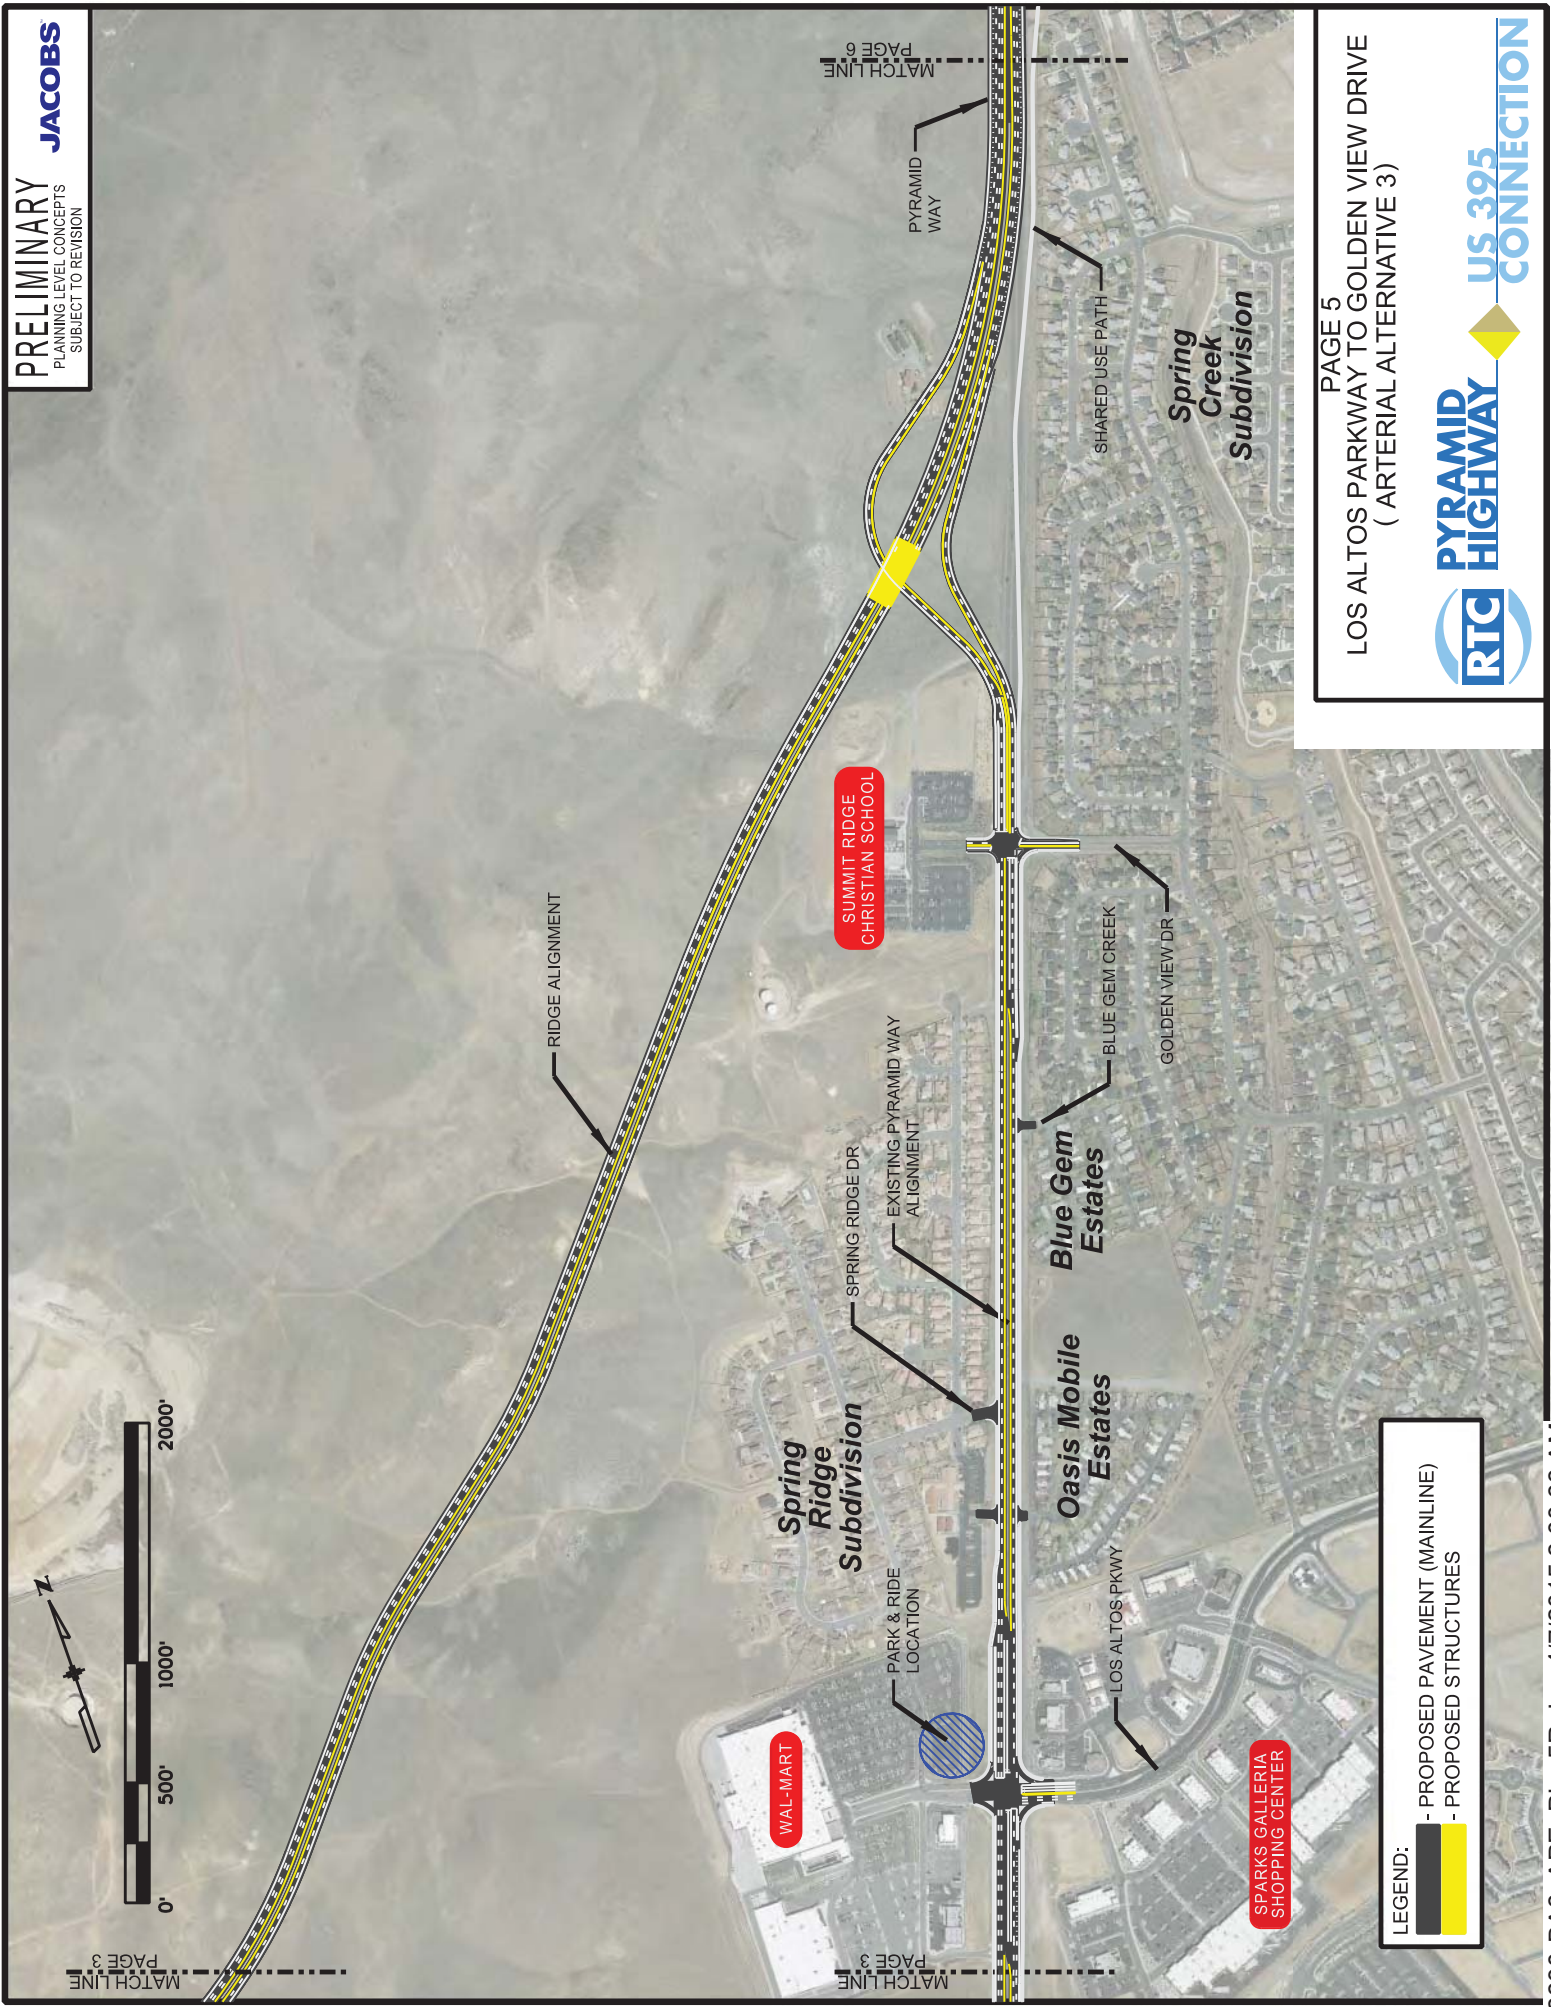 PRELIMINARY
PLANNING LEVEL CONCEPTS
SUBJECT TO REVISION
JACOBS™
MATCH LINE
PAGE 6
PYRAMID
WAY
SHARED USE PATH
Spring
Creek
Subdivision
PAGE 5
LOS ALTOS PARKWAY TO GOLDEN VIEW DRIVE
( ARTERIAL ALTERNATIVE 3)
RTC
PYRAMID
HIGHWAY
US 395
CONNECTION
SUMMIT RIDGE
CHRISTIAN SCHOOL
RIDGE ALIGNMENT
BLUE GEM CREEK
GOLDEN VIEW DR
EXISTING PYRAMID WAY
ALIGNMENT
SPRING RIDGE DR
Blue Gem
Estates
Oasis Mobile
Estates
Spring
Ridge
Subdivision
PARK & RIDE
LOCATION
LOS ALTOS PKWY
WAL-MART
SPARKS GALLERIA
SHOPPING CENTER
N
0'
500'
1000'
2000'
MATCH LINE
PAGE 3
MATCH LINE
PAGE 3
LEGEND:
- PROPOSED PAVEMENT (MAINLINE)
- PROPOSED STRUCTURES